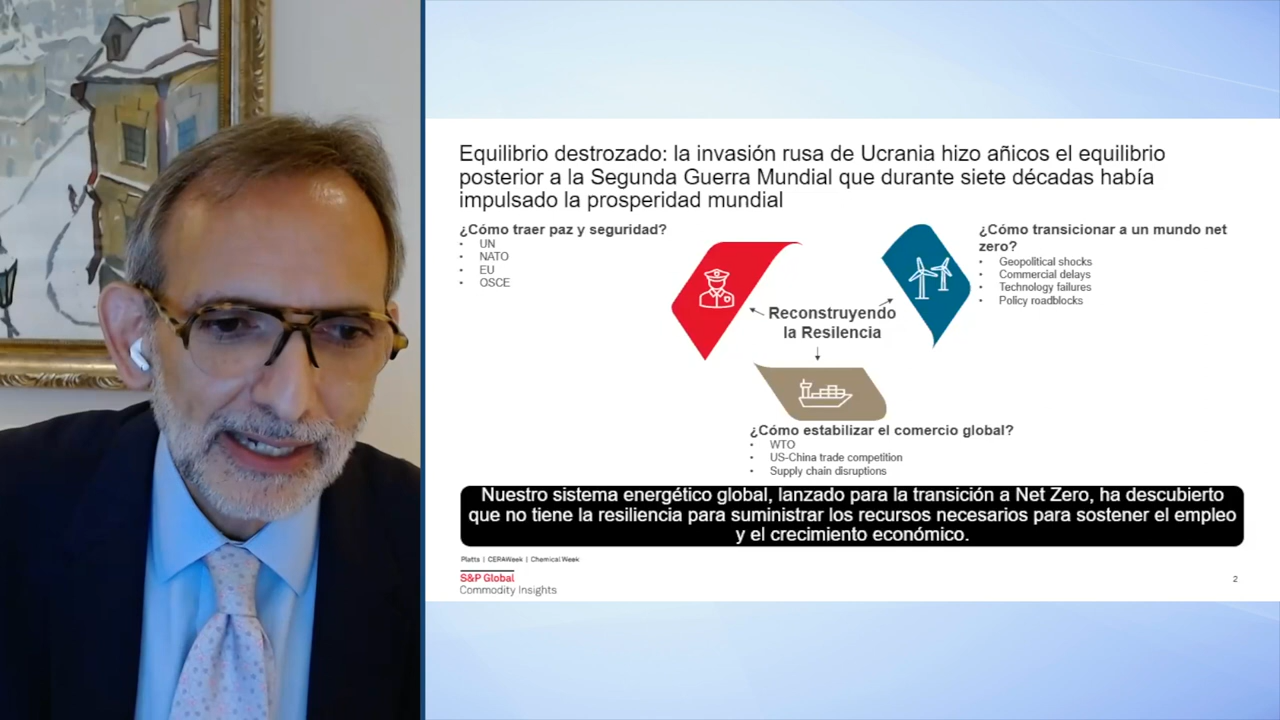 Equilibrio destrozado: la invasión rusa de Ucrania hizo añicos el equilibrio
posterior a la Segunda Guerra Mundial que durante siete décadas había
impulsado la prosperidad mundial
¿Cómo traer paz y seguridad?
• UN
• NATO
• EU
• OSCE
¿Cómo transicionar a un mundo net
zero?
• Geopolitical shocks
• Commercial delays
• Technology failures
• Policy roadblocks
Reconstruyendo
la Resilencia
¿Cómo estabilizar el comercio global?
• WTO
• US-China trade competition
• Supply chain disruptions
Nuestro sistema energético global, lanzado para la transición a Net Zero, ha descubierto
que no tiene la resiliencia para suministrar los recursos necesarios para sostener el empleo
y el crecimiento económico.
Platts | CERAWeek | Chemical Week
S&P Global
Commodity Insights
2